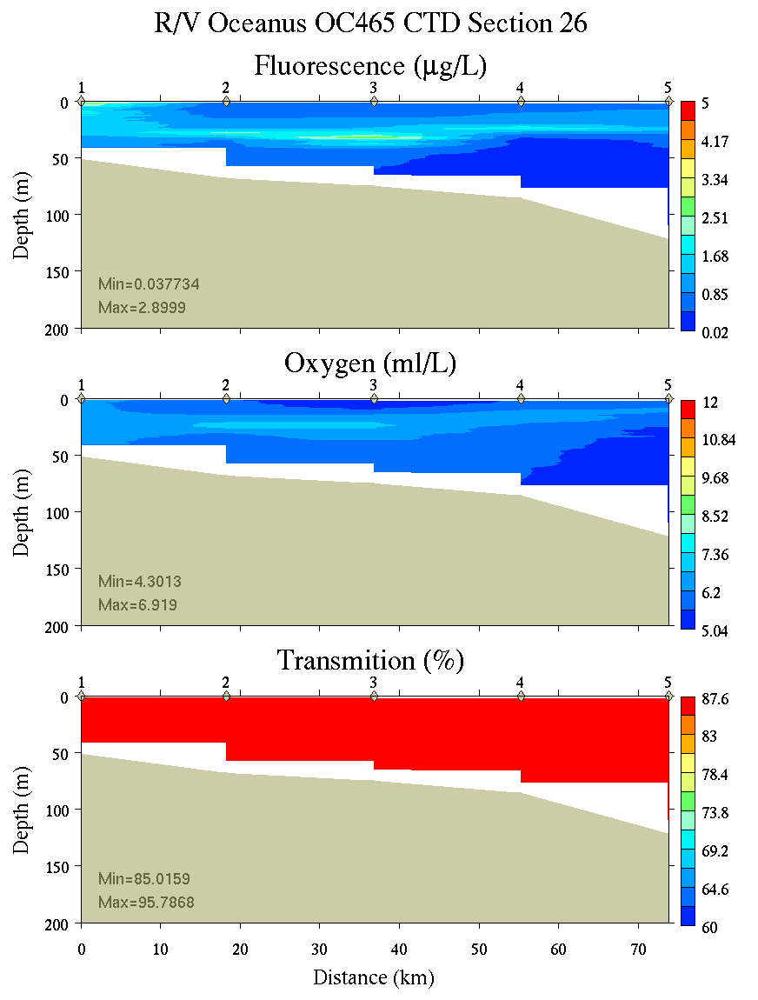 R/V Oceanus OC465 CTD Section 26
Fluorescence (µg/L)
1 2 3 4 5
0
50
100
150
200
Depth (m)
Min=0.037734
Max=2.8999
5
4.17
3.34
2.51
1.68
0.85
0.02
Oxygen (ml/L)
1 2 3 4 5
0
50
100
150
200
Depth (m)
Min=4.3013
Max=6.919
12
10.84
9.68
8.52
7.36
6.2
5.04
Transmition (%)
1 2 3 4 5
0
50
100
150
200
Depth (m)
Min=85.0159
Max=95.7868
87.6
83
78.4
73.8
69.2
64.6
60
0 10 20 30 40 50 60 70
Distance (km)